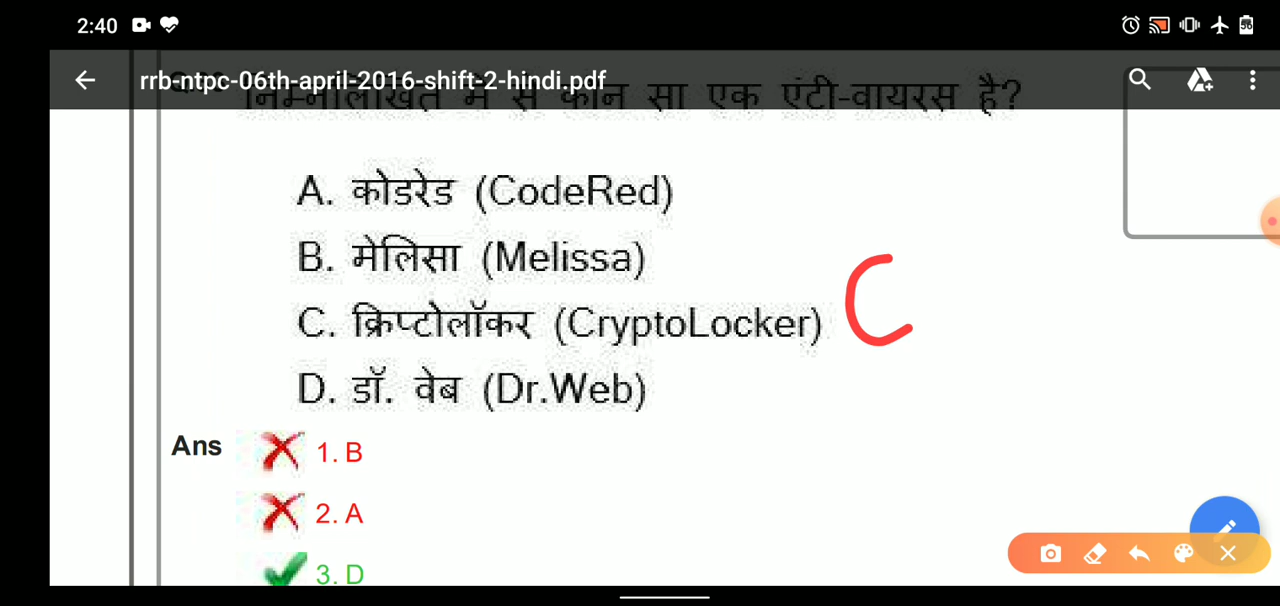 2:40
56
rrb-ntpc-06th-april-2016-shift-2-hindi.pdf
निम्नलिखित में से कौन सा एक एंटी-वायरस है?
A. कोडरेड (CodeRed)
B. मेलिसा (Melissa)
C. क्रिप्टोलॉकर (CryptoLocker)
C
D. डॉ. वेब (Dr.Web)
Ans 1. B
2. A
3. D